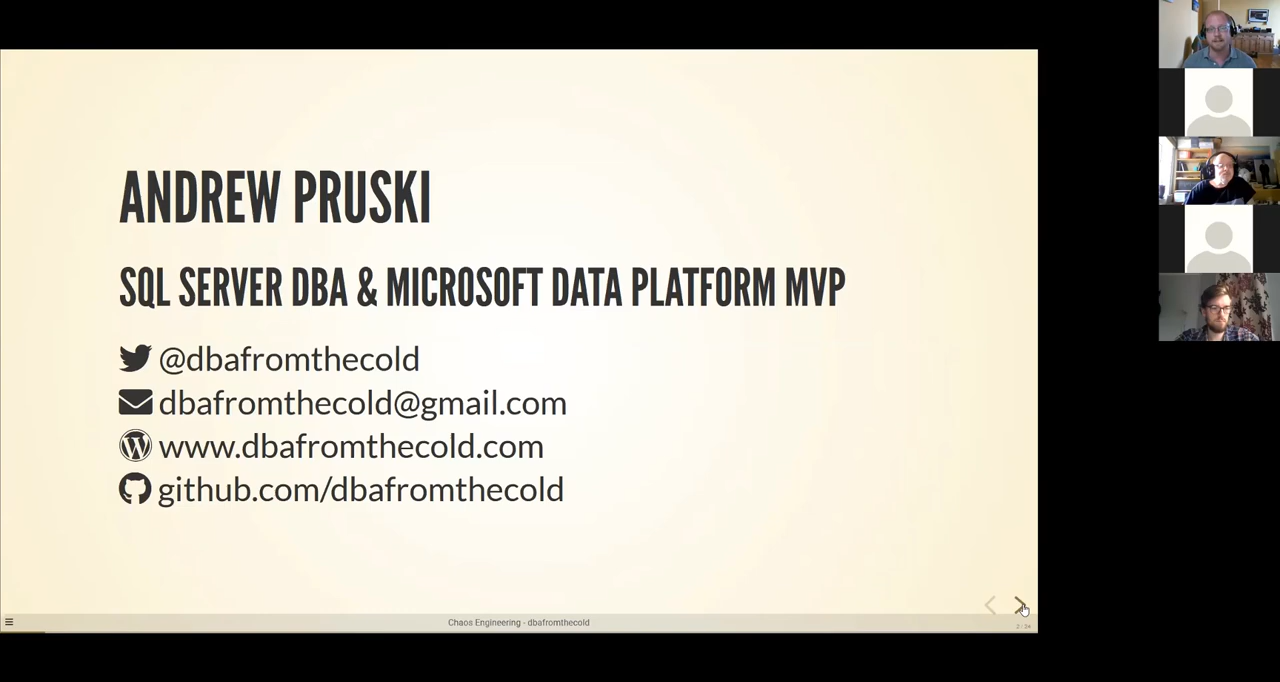 ANDREW PRUSKI
SQL SERVER DBA & MICROSOFT DATA PLATFORM MVP
@dbafromthecold
dbafromthecold@gmail.com
www.dbafromthecold.com
github.com/dbafromthecold
Chaos Engineering - dbafromthecold